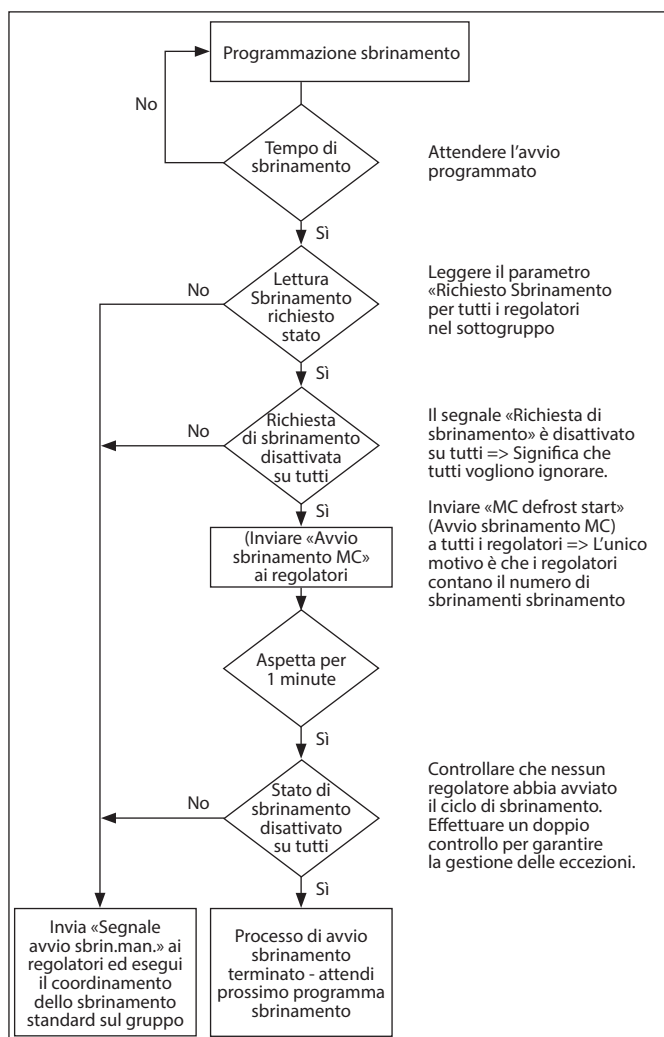 Programmazione sbrinamento
No
Tempo di
sbrinamento
Attendere l'avvio
programmato
Sì
Lettura
Sbrinamento
richiesto
stato
No
Leggere il parametro
«Richiesto Sbrinamento
per tutti i regolatori
nel sottogruppo
Sì
Richiesta
di sbrinamento
disattivata
su tutti
No
Il segnale «Richiesta di
sbrinamento» è disattivato
su tutti => Significa che
tutti vogliono ignorare.
Sì
(Inviare «Avvio
sbrinamento MC»
ai regolatori
Inviare «MC defrost start»
(Avvio sbrinamento MC)
a tutti i regolatori => L'unico
motivo è che i regolatori
contano il numero di
sbrinamenti sbrinamento
Aspetta per
1 minute
Sì
Stato di
sbrinamento
disattivato
su tutti
No
Controllare che nessun
regolatore abbia avviato
il ciclo di sbrinamento.
Effettuare un doppio
controllo per garantire
la gestione delle eccezioni.
Sì
Invia «Segnale
avvio sbrin.man.» ai
regolatori ed esegui
il coordinamento
dello sbrinamento
standard sul gruppo
Processo di avvio
sbrinamento
terminato - attendi
prossimo programma
sbrinamento